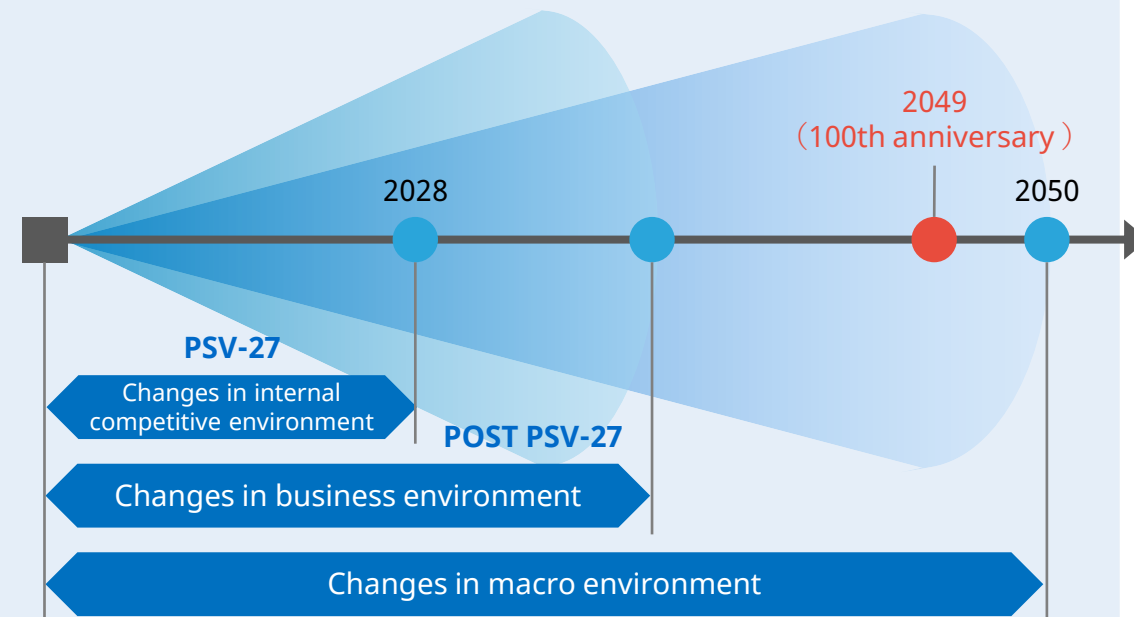 2049
（100th anniversary ）
2028
2050
PSV-27
Changes in internal
competitive environment
POST PSV-27
Changes in business environment
Changes in macro environment